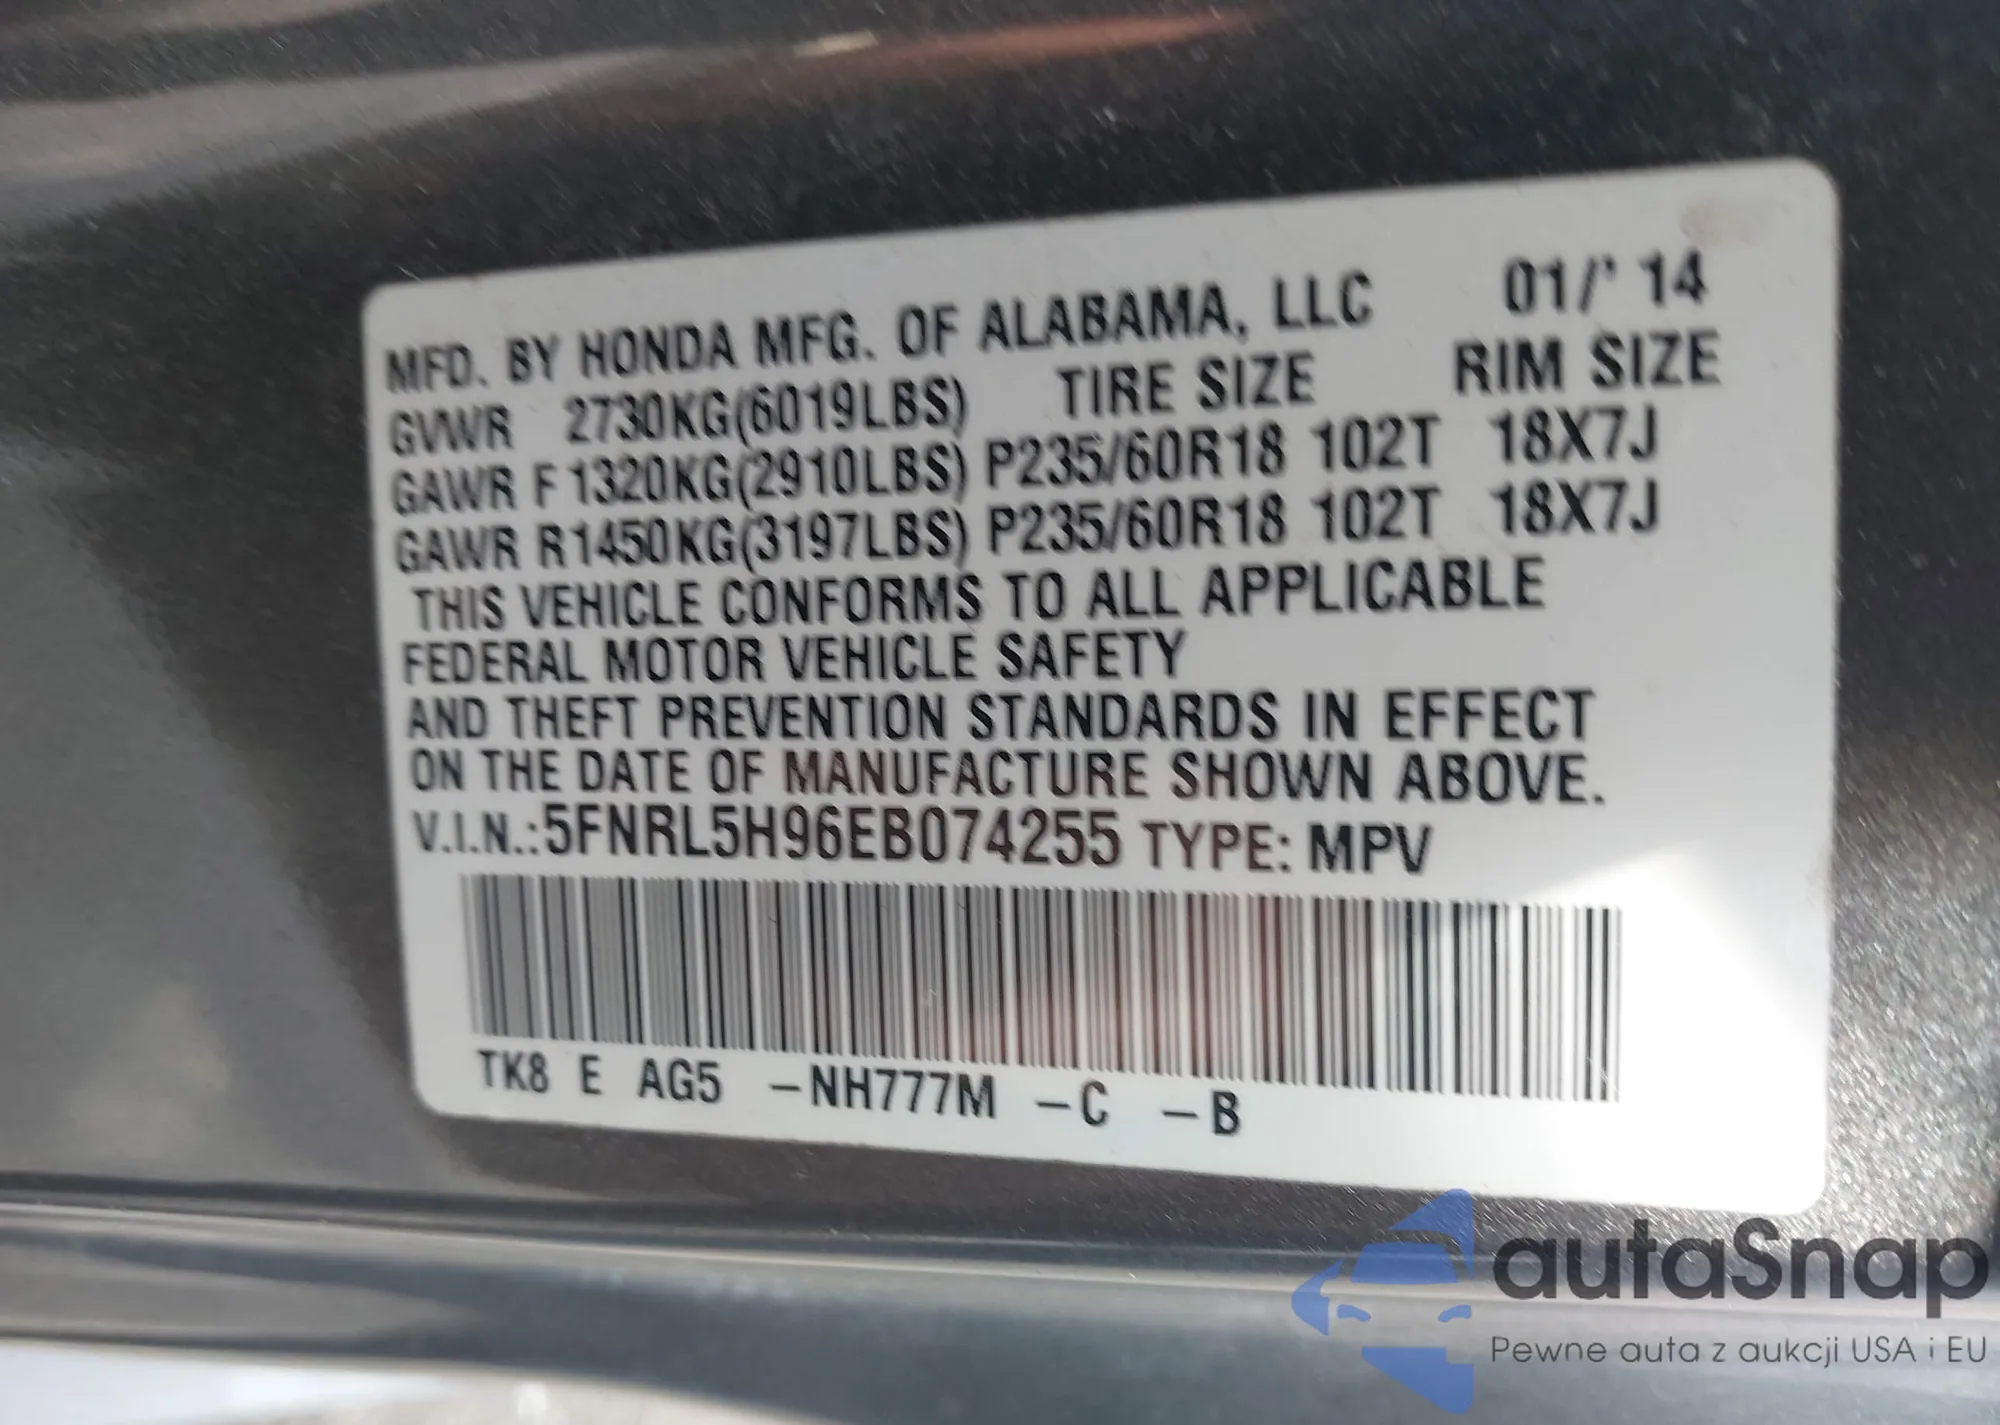 MFD. BY HONDA MFG. OF ALABAMA, LLC 01/' 14
GVWR 2730KG(6019LBS) TIRE SIZE RIM SIZE
GAWR F 1320KG(2910LBS) P235/60R18 102T 18X7J
GAWR R1450KG(3197LBS) P235/60R18 102T 18X7J
THIS VEHICLE CONFORMS TO ALL APPLICABLE
FEDERAL MOTOR VEHICLE SAFETY
AND THEFT PREVENTION STANDARDS IN EFFECT
ON THE DATE OF MANUFACTURE SHOWN ABOVE.
V.I.N.:5FNRL5H96EB074255 TYPE: MPV
TK8 E AG5 -NH777M -C -B
autaSnap
Pewne auta z aukcji USA i EU